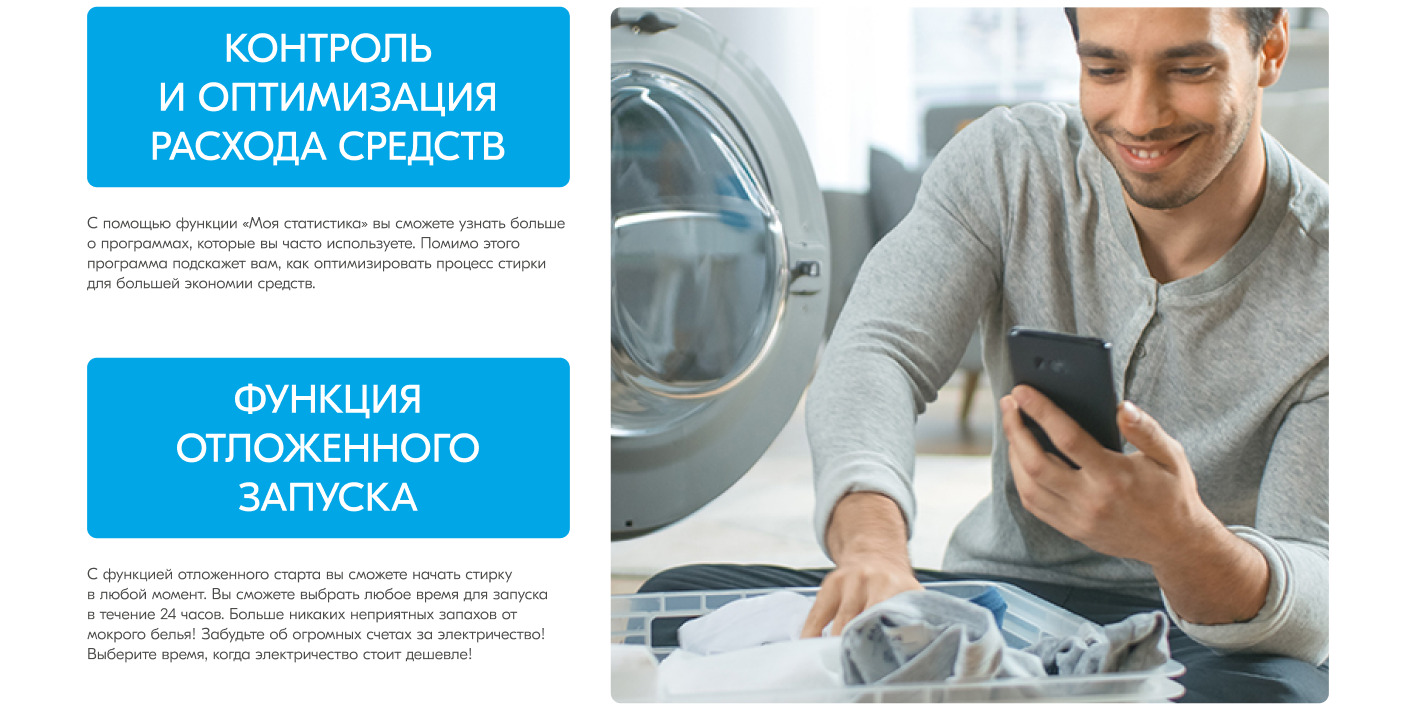 КОНТРОЛЬ
И ОПТИМИЗАЦИЯ
РАСХОДА СРЕДСТВ
С помощью функции «Моя статистика» вы сможете узнать больше
о программах, которые вы часто используете. Помимо этого
программа подскажет вам, как оптимизировать процесс стирки
для большей экономии средств.
ФУНКЦИЯ
ОТЛОЖЕННОГО
ЗАПУСКА
С функцией отложенного старта вы сможете начать стирку
в любой момент. Вы сможете выбрать любое время для запуска
в течение 24 часов. Больше никаких неприятных запахов от
мокрого белья! Забудьте об огромных счетах за электричество!
Выберите время, когда электричество стоит дешевле!